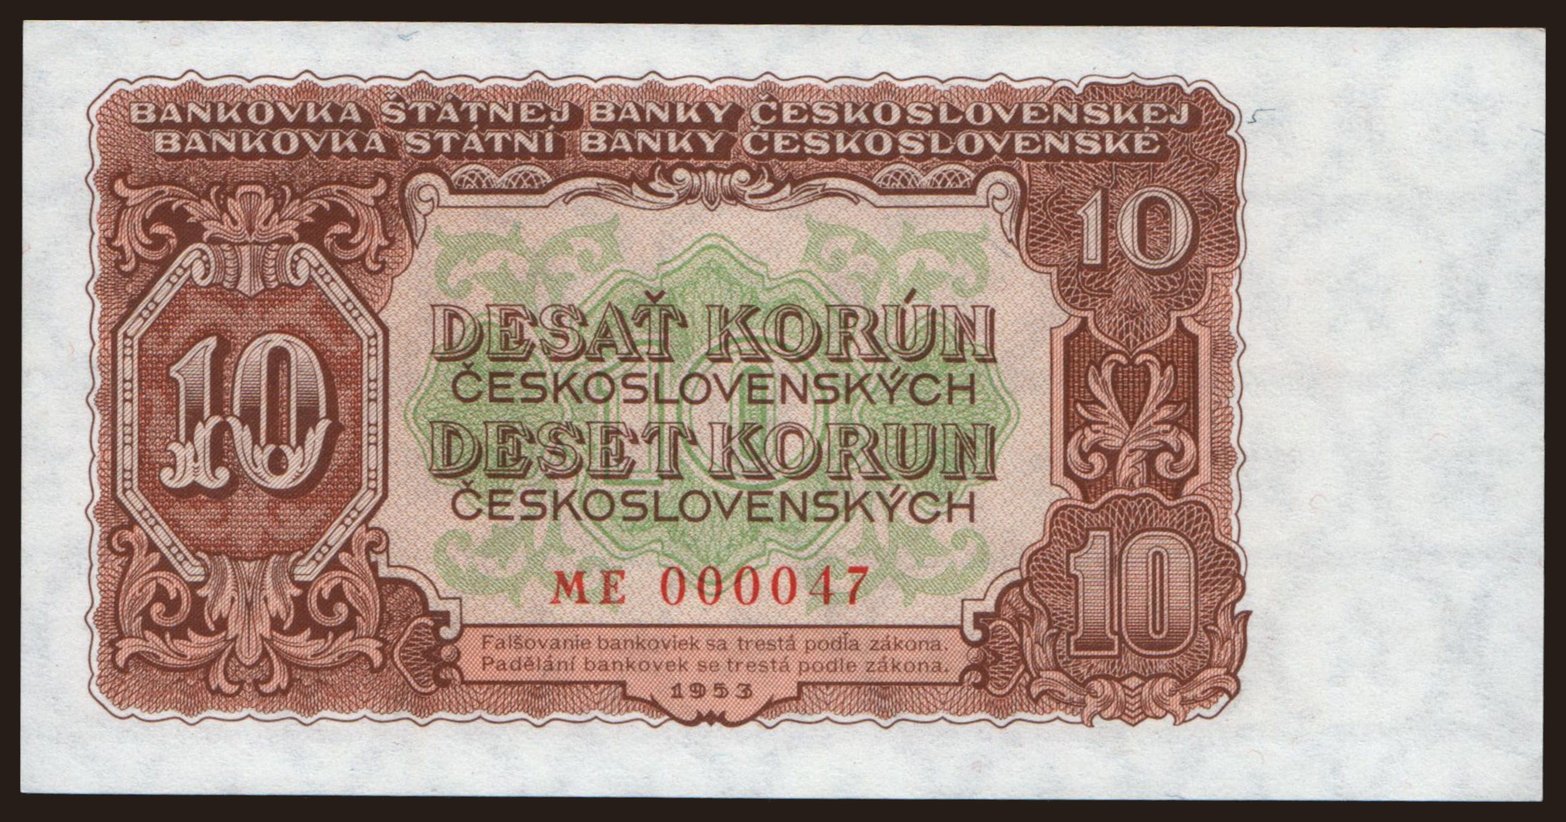 BANKOVKA ŠTÁTNEJ BANKY ČESKOSLOVENSKEJ
BANKOVKA STÁTNÍ BANKY ČESKOSLOVENSKÉ
10
10
DESAŤ KORÚN
ČESKOSLOVENSKÝCH
10
DESET KORUN
ČESKOSLOVENSKÝCH
ME 000047
10
Falšovanie bankoviek sa trestá podľa zákona.
Padělání bankovek se trestá podle zákona.
1953